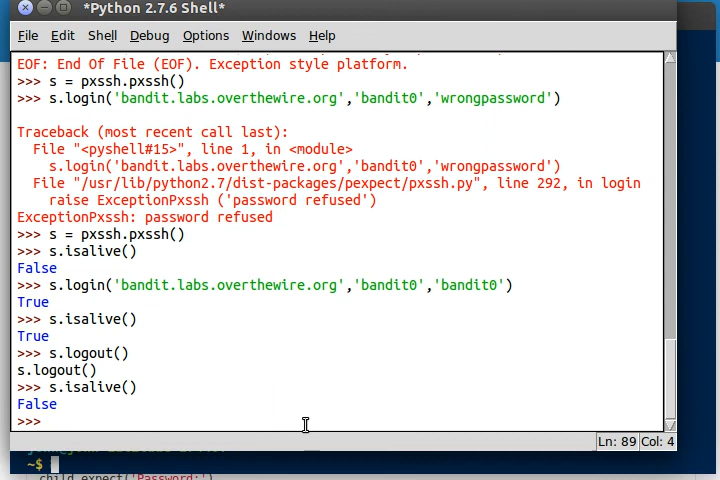 *Python 2.7.6 Shell*
File Edit Shell Debug Options Windows Help
EOF: End Of File (EOF). Exception style platform.
>>> s = pxssh.pxssh()
>>> s.login('bandit.labs.overthewire.org','bandit0','wrongpassword')
Traceback (most recent call last):
File "<pyshell#15>", line 1, in <module>
s.login('bandit.labs.overthewire.org','bandit0','wrongpassword')
File "/usr/lib/python2.7/dist-packages/pexpect/pxssh.py", line 292, in login
raise ExceptionPxssh ('password refused')
ExceptionPxssh: password refused
>>> s = pxssh.pxssh()
>>> s.isalive()
False
>>> s.login('bandit.labs.overthewire.org','bandit0','bandit0')
True
>>> s.isalive()
True
>>> s.logout()
s.logout()
>>> s.isalive()
False
>>>
Ln: 89 Col: 4
~$
child.expect('Password:')